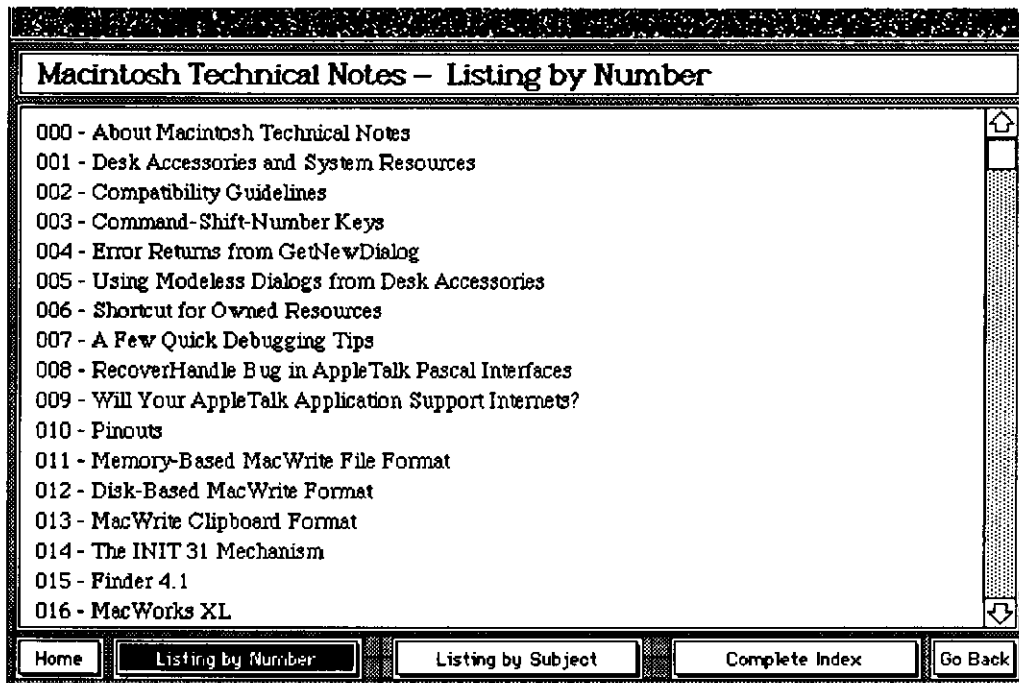 Macintosh Technical Notes – Listing by Number
000 - About Macintosh Technical Notes
001 - Desk Accessories and System Resources
002 - Compatibility Guidelines
003 - Command-Shift-Number Keys
004 - Error Returns from GetNewDialog
005 - Using Modeless Dialogs from Desk Accessories
006 - Shortcut for Owned Resources
007 - A Few Quick Debugging Tips
008 - RecoverHandle Bug in AppleTalk Pascal Interfaces
009 - Will Your AppleTalk Application Support Internets?
010 - Pinouts
011 - Memory-Based MacWrite File Format
012 - Disk-Based MacWrite Format
013 - MacWrite Clipboard Format
014 - The INIT 31 Mechanism
015 - Finder 4.1
016 - MacWorks XL
Home Listing by Number Listing by Subject Complete Index Go Back